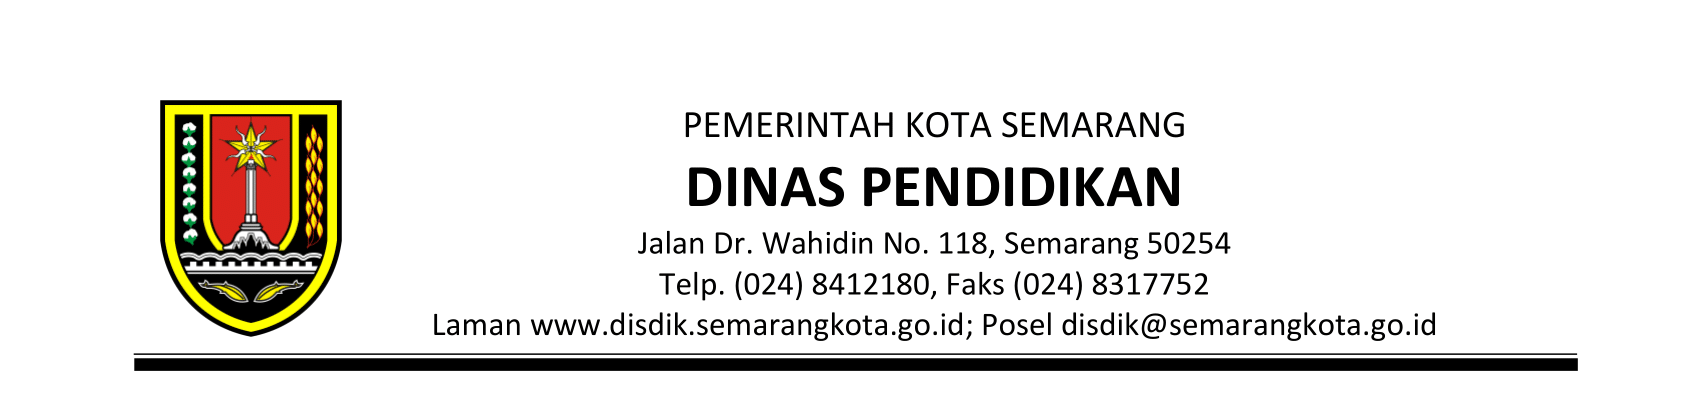 PEMERINTAH KOTA SEMARANG
DINAS PENDIDIKAN
Jalan Dr. Wahidin No. 118, Semarang 50254
Telp. (024) 8412180, Faks (024) 8317752
Laman www.disdik.semarangkota.go.id; Posel disdik@semarangkota.go.id